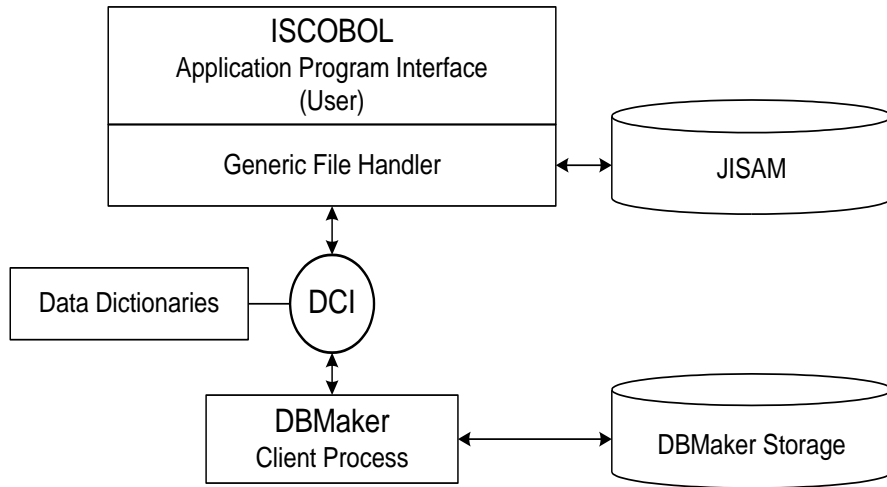 ISCOBOL
Application Program Interface
(User)
Generic File Handler
JISAM
Data Dictionaries
DCI
DBMaker
Client Process
DBMaker Storage